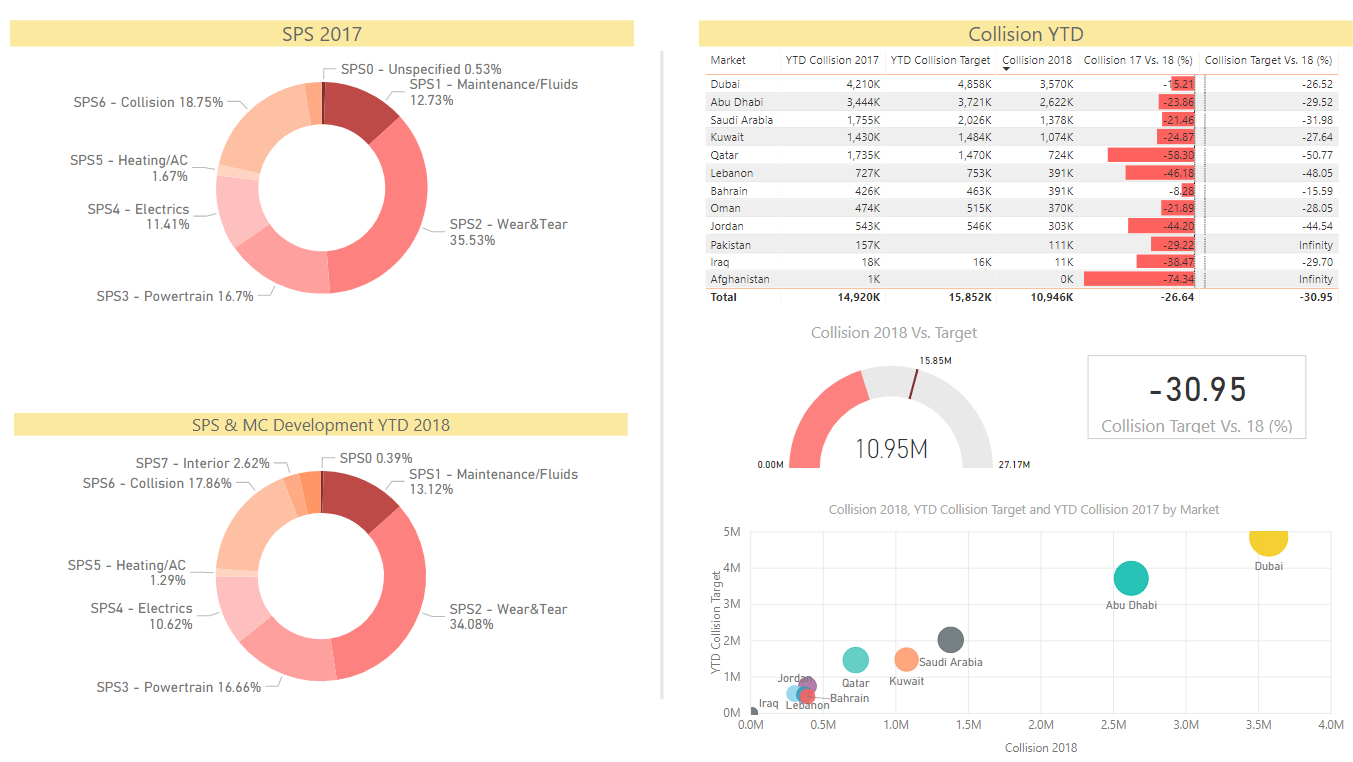 SPS 2017
SPS0 - Unspecified 0.53%
SPS1 - Maintenance/Fluids
12.73%
SPS6 - Collision 18.75%
SPS5 - Heating/AC
1.67%
SPS4 - Electrics
11.41%
SPS2 - Wear&Tear
35.53%
SPS3 - Powertrain 16.7%
SPS & MC Development YTD 2018
SPS7 - Interior 2.62%
SPS0 0.39%
SPS1 - Maintenance/Fluids
13.12%
SPS6 - Collision 17.86%
SPS5 - Heating/AC
1.29%
SPS4 - Electrics
10.62%
SPS2 - Wear&Tear
34.08%
SPS3 - Powertrain 16.66%
Collision YTD
Market YTD Collision 2017 YTD Collision Target Collision 2018 Collision 17 Vs. 18 (%) Collision Target Vs. 18 (%)
Dubai 4,210K 4,858K 3,570K -15.21 -26.52
Abu Dhabi 3,444K 3,721K 2,622K -23.86 -29.52
Saudi Arabia 1,755K 2,026K 1,378K -21.46 -31.98
Kuwait 1,430K 1,484K 1,074K -24.87 -27.64
Qatar 1,735K 1,470K 724K -58.30 -50.77
Lebanon 727K 753K 391K -46.18 -48.05
Bahrain 426K 463K 391K -8.28 -15.59
Oman 474K 515K 370K -21.89 -28.05
Jordan 543K 546K 303K -44.20 -44.54
Pakistan 157K 111K -29.22 Infinity
Iraq 18K 16K 11K -38.47 -29.70
Afghanistan 1K 0K -74.34 Infinity
Total 14,920K 15,852K 10,946K -26.64 -30.95
Collision 2018 Vs. Target
15.85M
10.95M
0.00M
27.17M
-30.95
Collision Target Vs. 18 (%)
Collision 2018, YTD Collision Target and YTD Collision 2017 by Market
YTD Collision Target
5M
4M
3M
2M
1M
0M
Dubai
Abu Dhabi
Saudi Arabia
Kuwait
Qatar
Jordan
Bahrain
Lebanon
Iraq
0.0M 0.5M 1.0M 1.5M 2.0M 2.5M 3.0M 3.5M 4.0M
Collision 2018